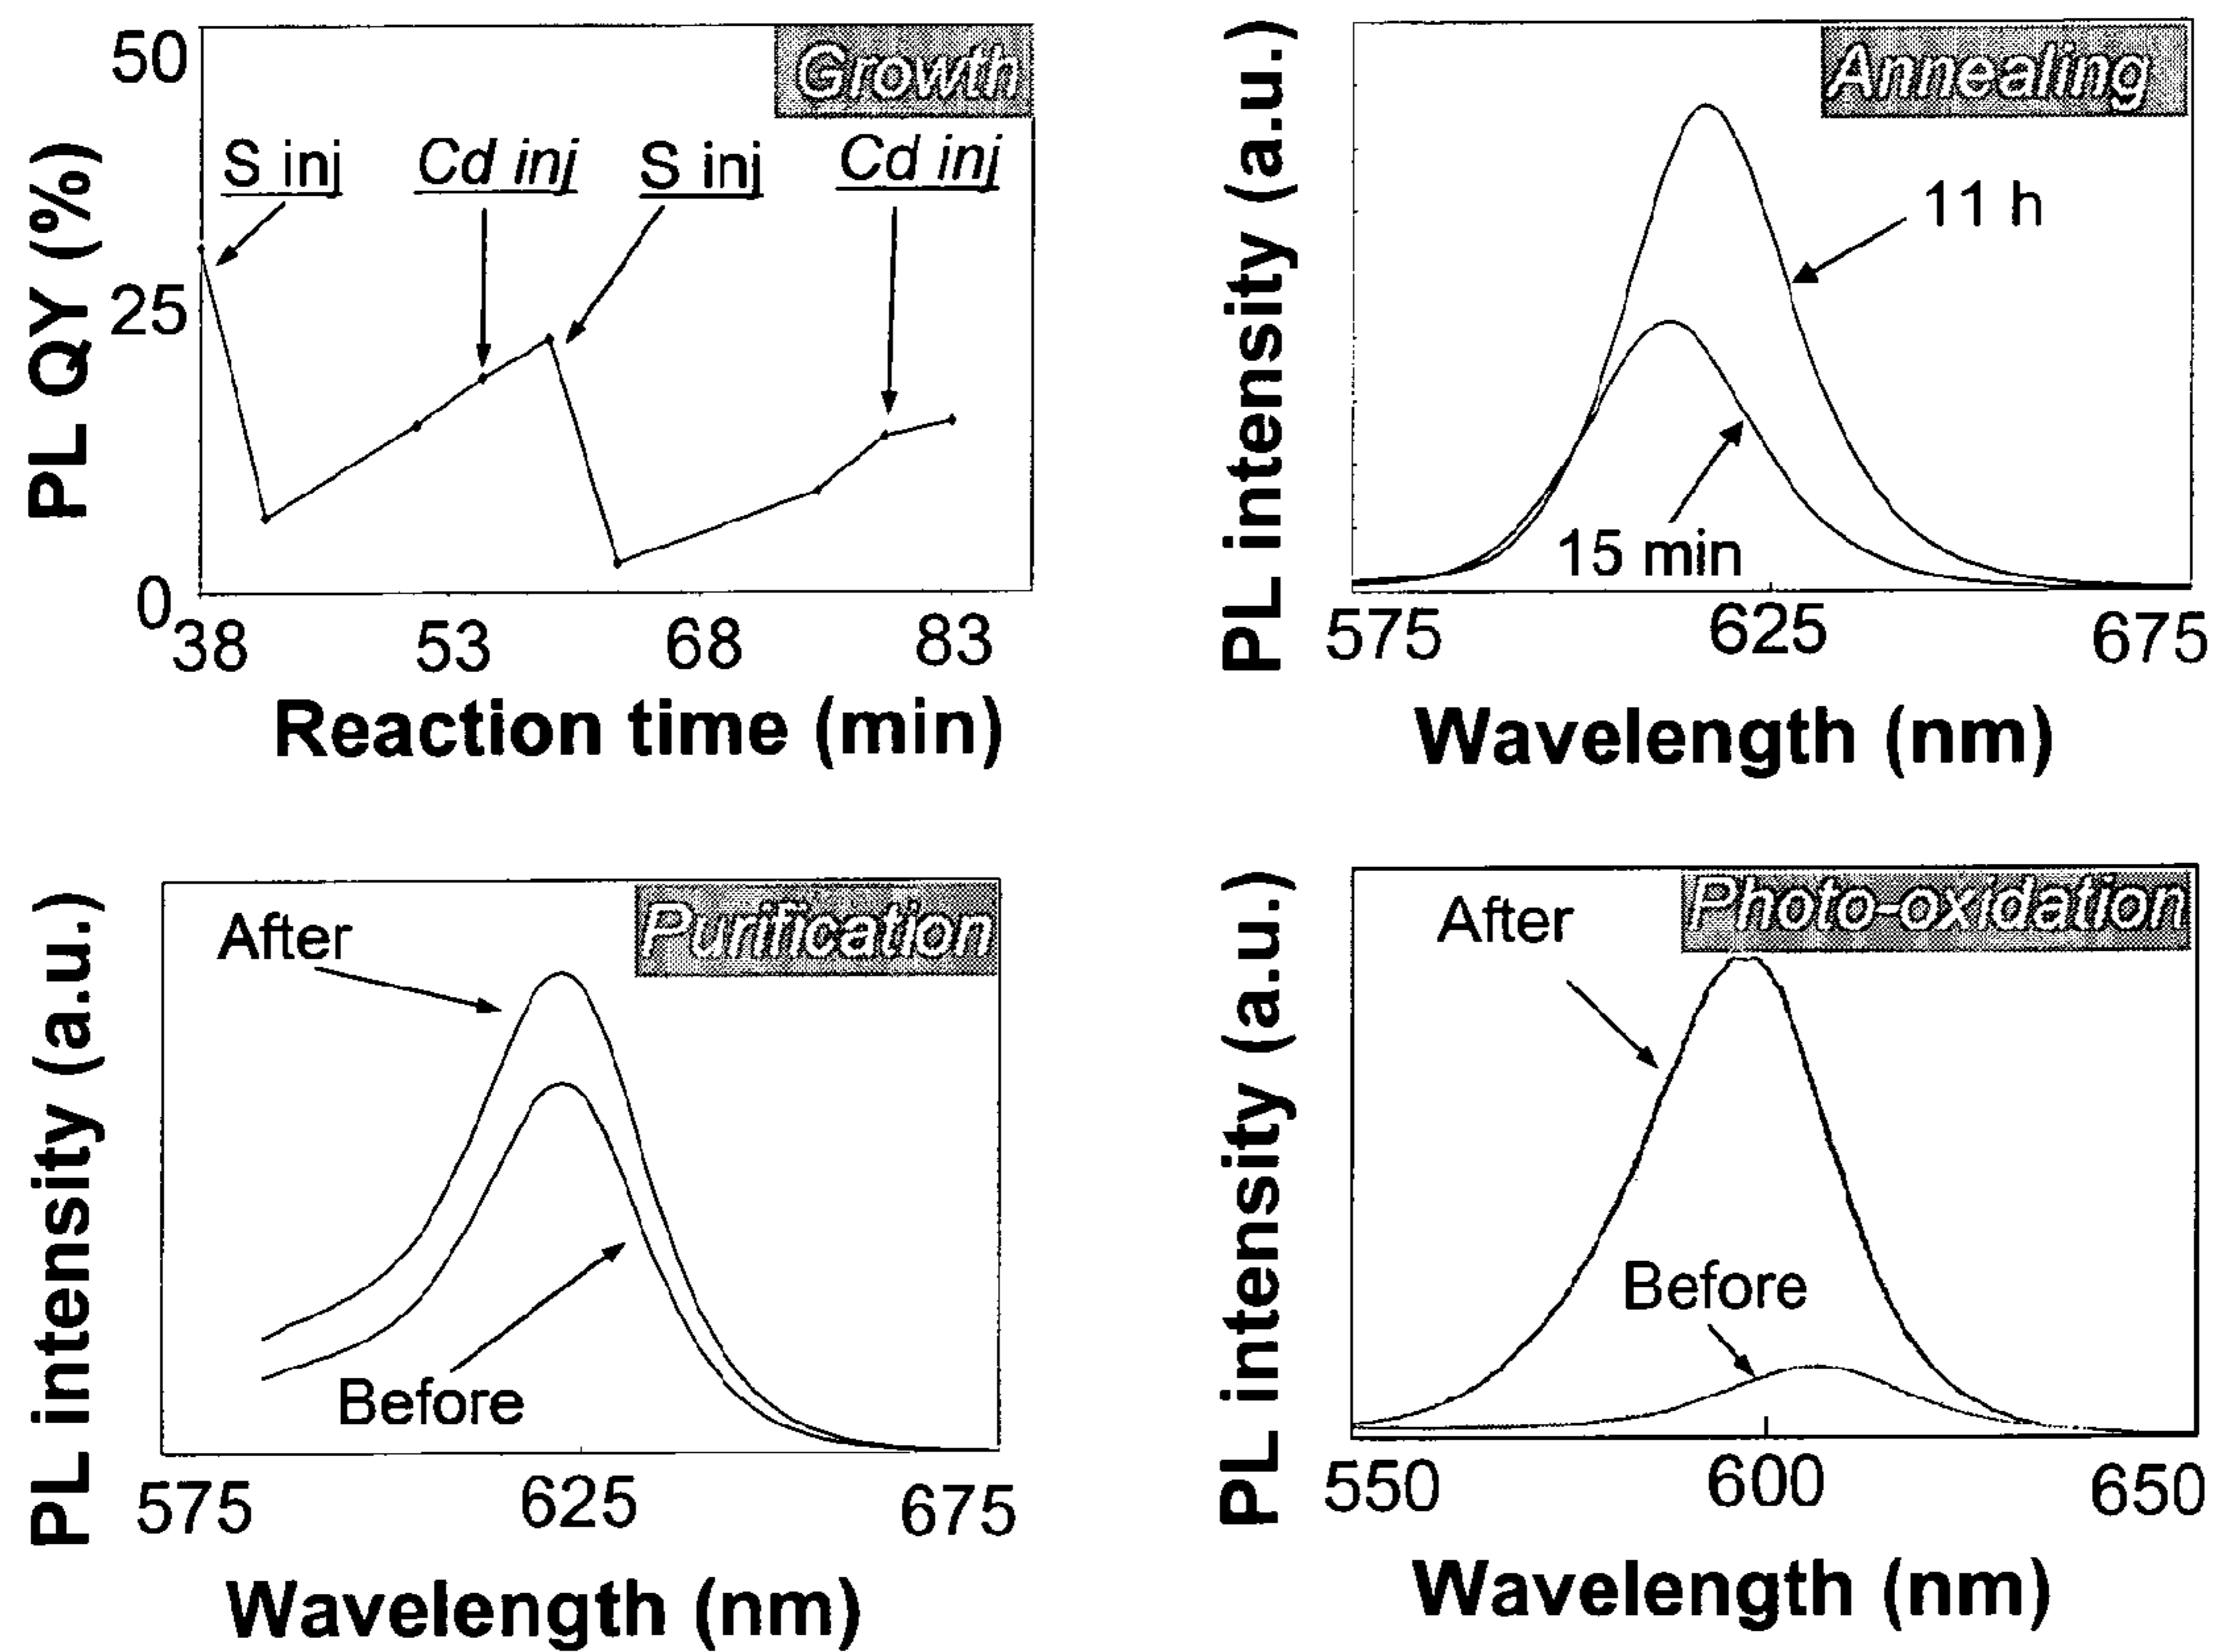 Growth
PL QY (%)
50
25
0
S inj
Cd inj
S inj
Cd inj
38
53
68
83
Reaction time (min)
Annealing
PL intensity (a.u.)
11 h
15 min
575
625
675
Wavelength (nm)
Purification
PL intensity (a.u.)
After
Before
575
625
675
Wavelength (nm)
Photo-oxidation
PL intensity (a.u.)
After
Before
550
600
650
Wavelength (nm)